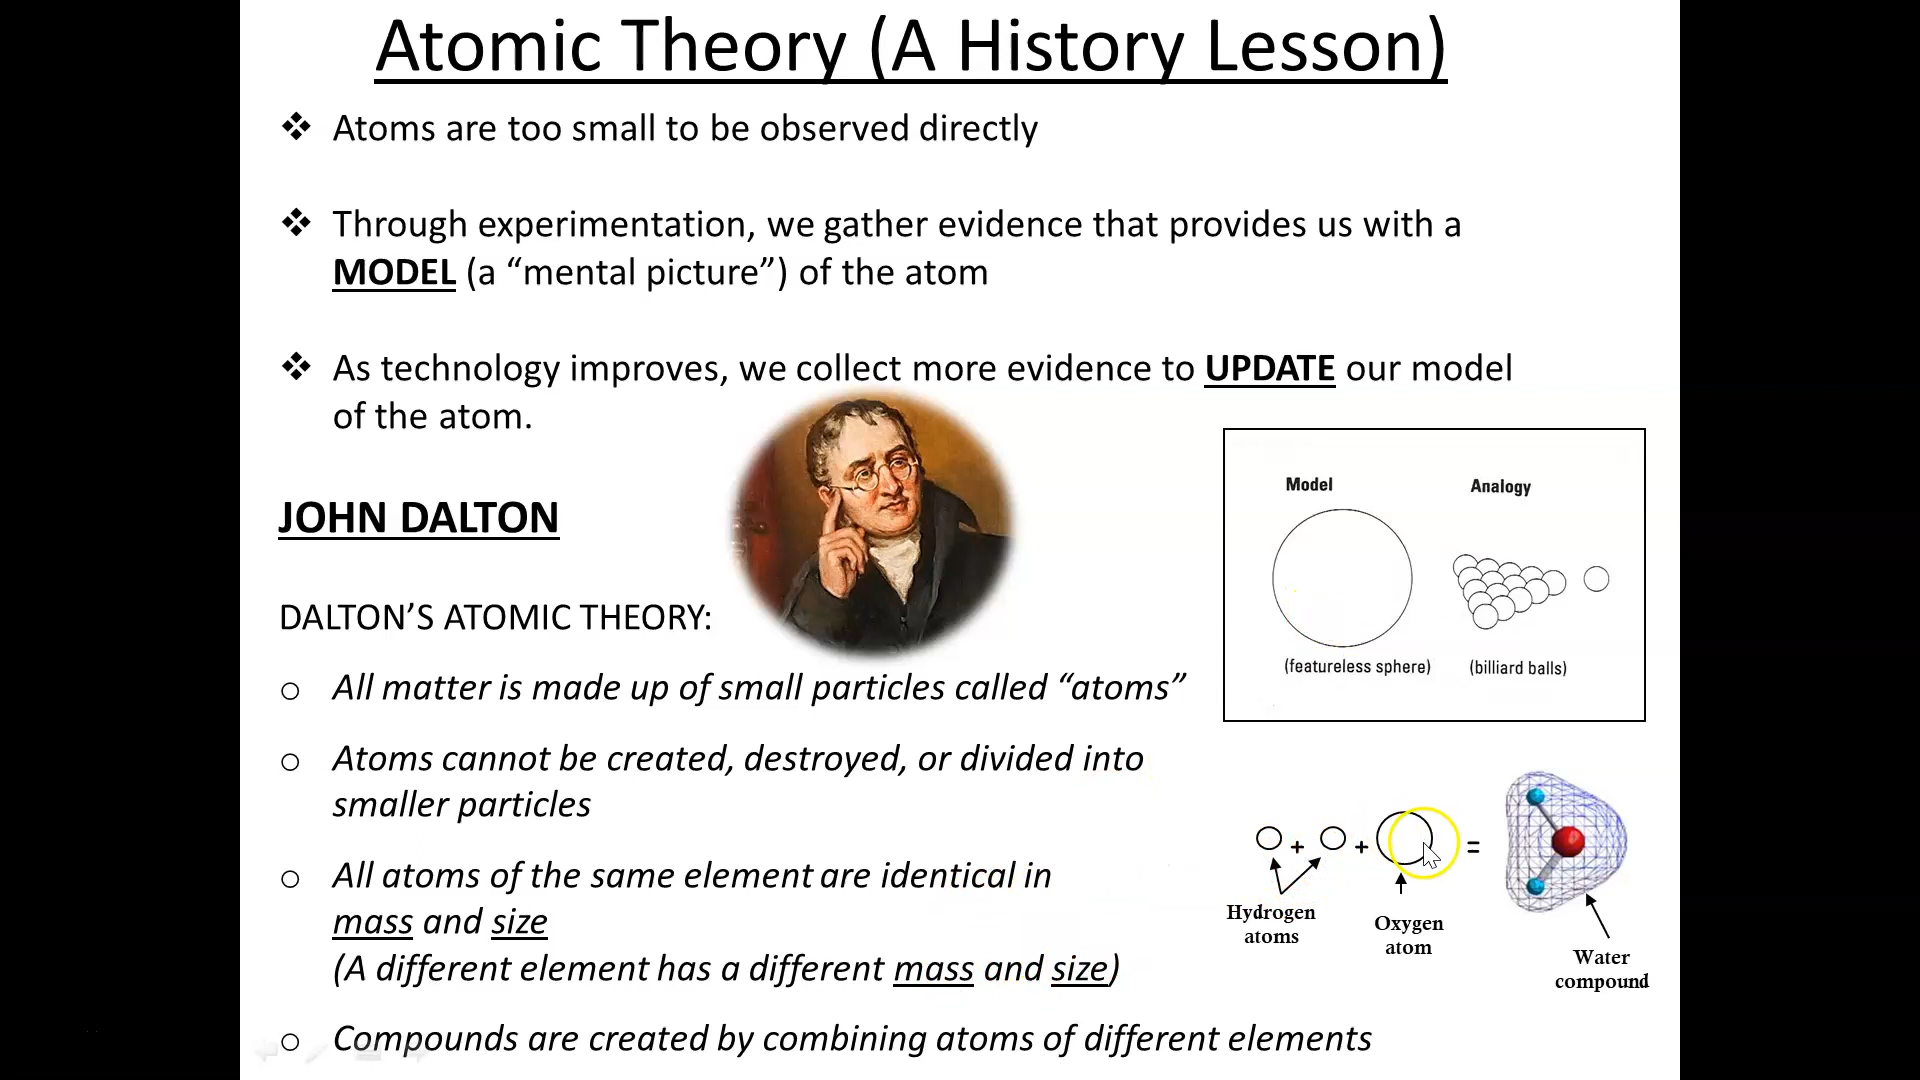 Atomic Theory (A History Lesson)
❖ Atoms are too small to be observed directly
❖ Through experimentation, we gather evidence that provides us with a
MODEL (a “mental picture”) of the atom
❖ As technology improves, we collect more evidence to UPDATE our model
of the atom.
JOHN DALTON
DALTON’S ATOMIC THEORY:
o All matter is made up of small particles called “atoms”
o Atoms cannot be created, destroyed, or divided into
smaller particles
o All atoms of the same element are identical in
mass and size
(A different element has a different mass and size)
o Compounds are created by combining atoms of different elements
Model
Analogy
(featureless sphere)
(billiard balls)
+ + =
Hydrogen
atoms
Oxygen
atom
Water
compound